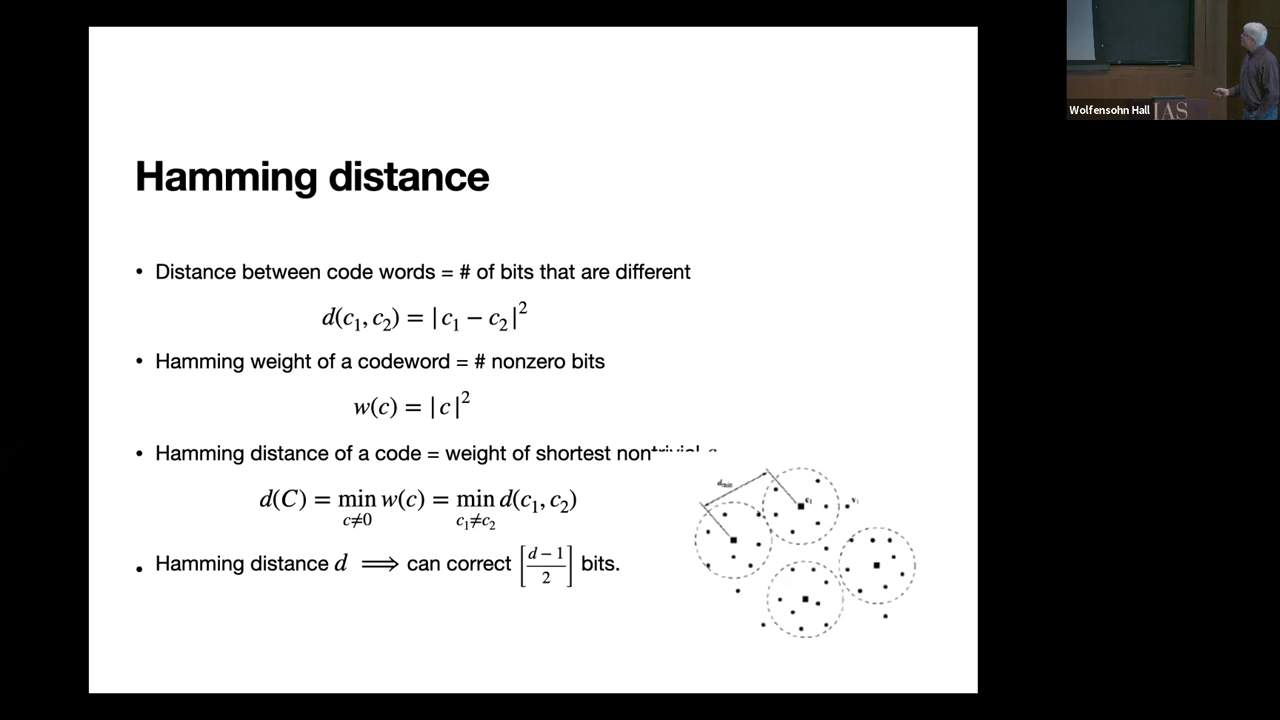 Hamming distance
• Distance between code words = # of bits that are different
d(c₁, c₂) = |c₁ − c₂|²
• Hamming weight of a codeword = # nonzero bits
w(c) = |c|²
• Hamming distance of a code = weight of shortest nontrivial
d(C) = min w(c) = min d(c₁, c₂)
c≠0 c₁≠c₂
• Hamming distance d ⟹ can correct [d − 1 / 2] bits.
dmin
Wolfensohn Hall
IAS